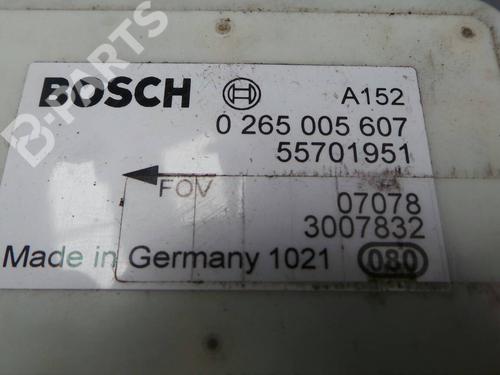 BOSCH A152
0 265 005 607
55701951
FOV
07078
3007832
Made in Germany 1021 080
B-PARTS